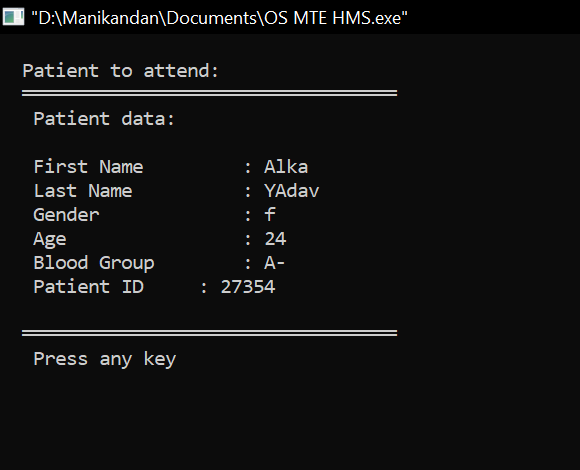 "D:\Manikandan\Documents\OS MTE HMS.exe"
Patient to attend:
Patient data:
First Name : Alka
Last Name : YAdav
Gender : f
Age : 24
Blood Group : A-
Patient ID : 27354
Press any key